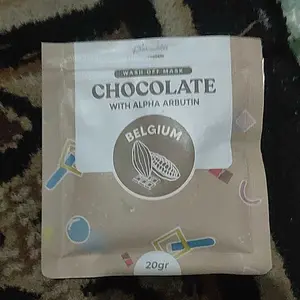 WASH OFF MASK
CHOCOLATE
WITH ALPHA ARBUTIN
BELGIUM
20gr